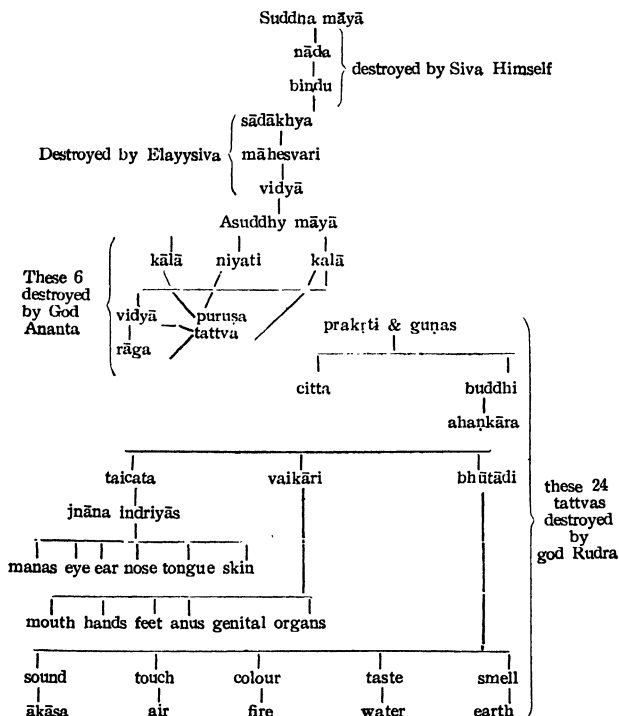 Suddna māyā
nāda
bindu
destroyed by Siva Himself
sādākhya
Destroyed by Elayysiva
māhesvari
vidyā
Asuddhy māyā
kālā niyati kalā
These 6
destroyed
by God
Ananta
vidyā
rāga
puruṣa
tattva
prakṛti & guṇas
citta buddhi
ahaṇkāra
taicata vaikāri bhūtādi
these 24
tattvas
destroyed
by
god Rudra
jnāna indriyās
manas eye ear nose tongue skin
mouth hands feet anus genital organs
sound touch colour taste smell
ākāsa air fire water earth